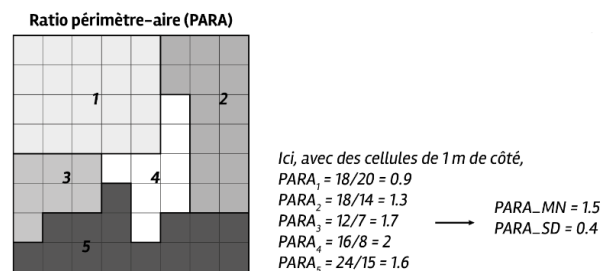 Ratio périmètre-aire (PARA)
1
2
3
4
5
Ici, avec des cellules de 1 m de côté,
PARA₁ = 18/20 = 0.9
PARA₂ = 18/14 = 1.3
PARA₃ = 12/7 = 1.7
PARA₄ = 16/8 = 2
PARA₅ = 24/15 = 1.6
PARA_MN = 1.5
PARA_SD = 0.4